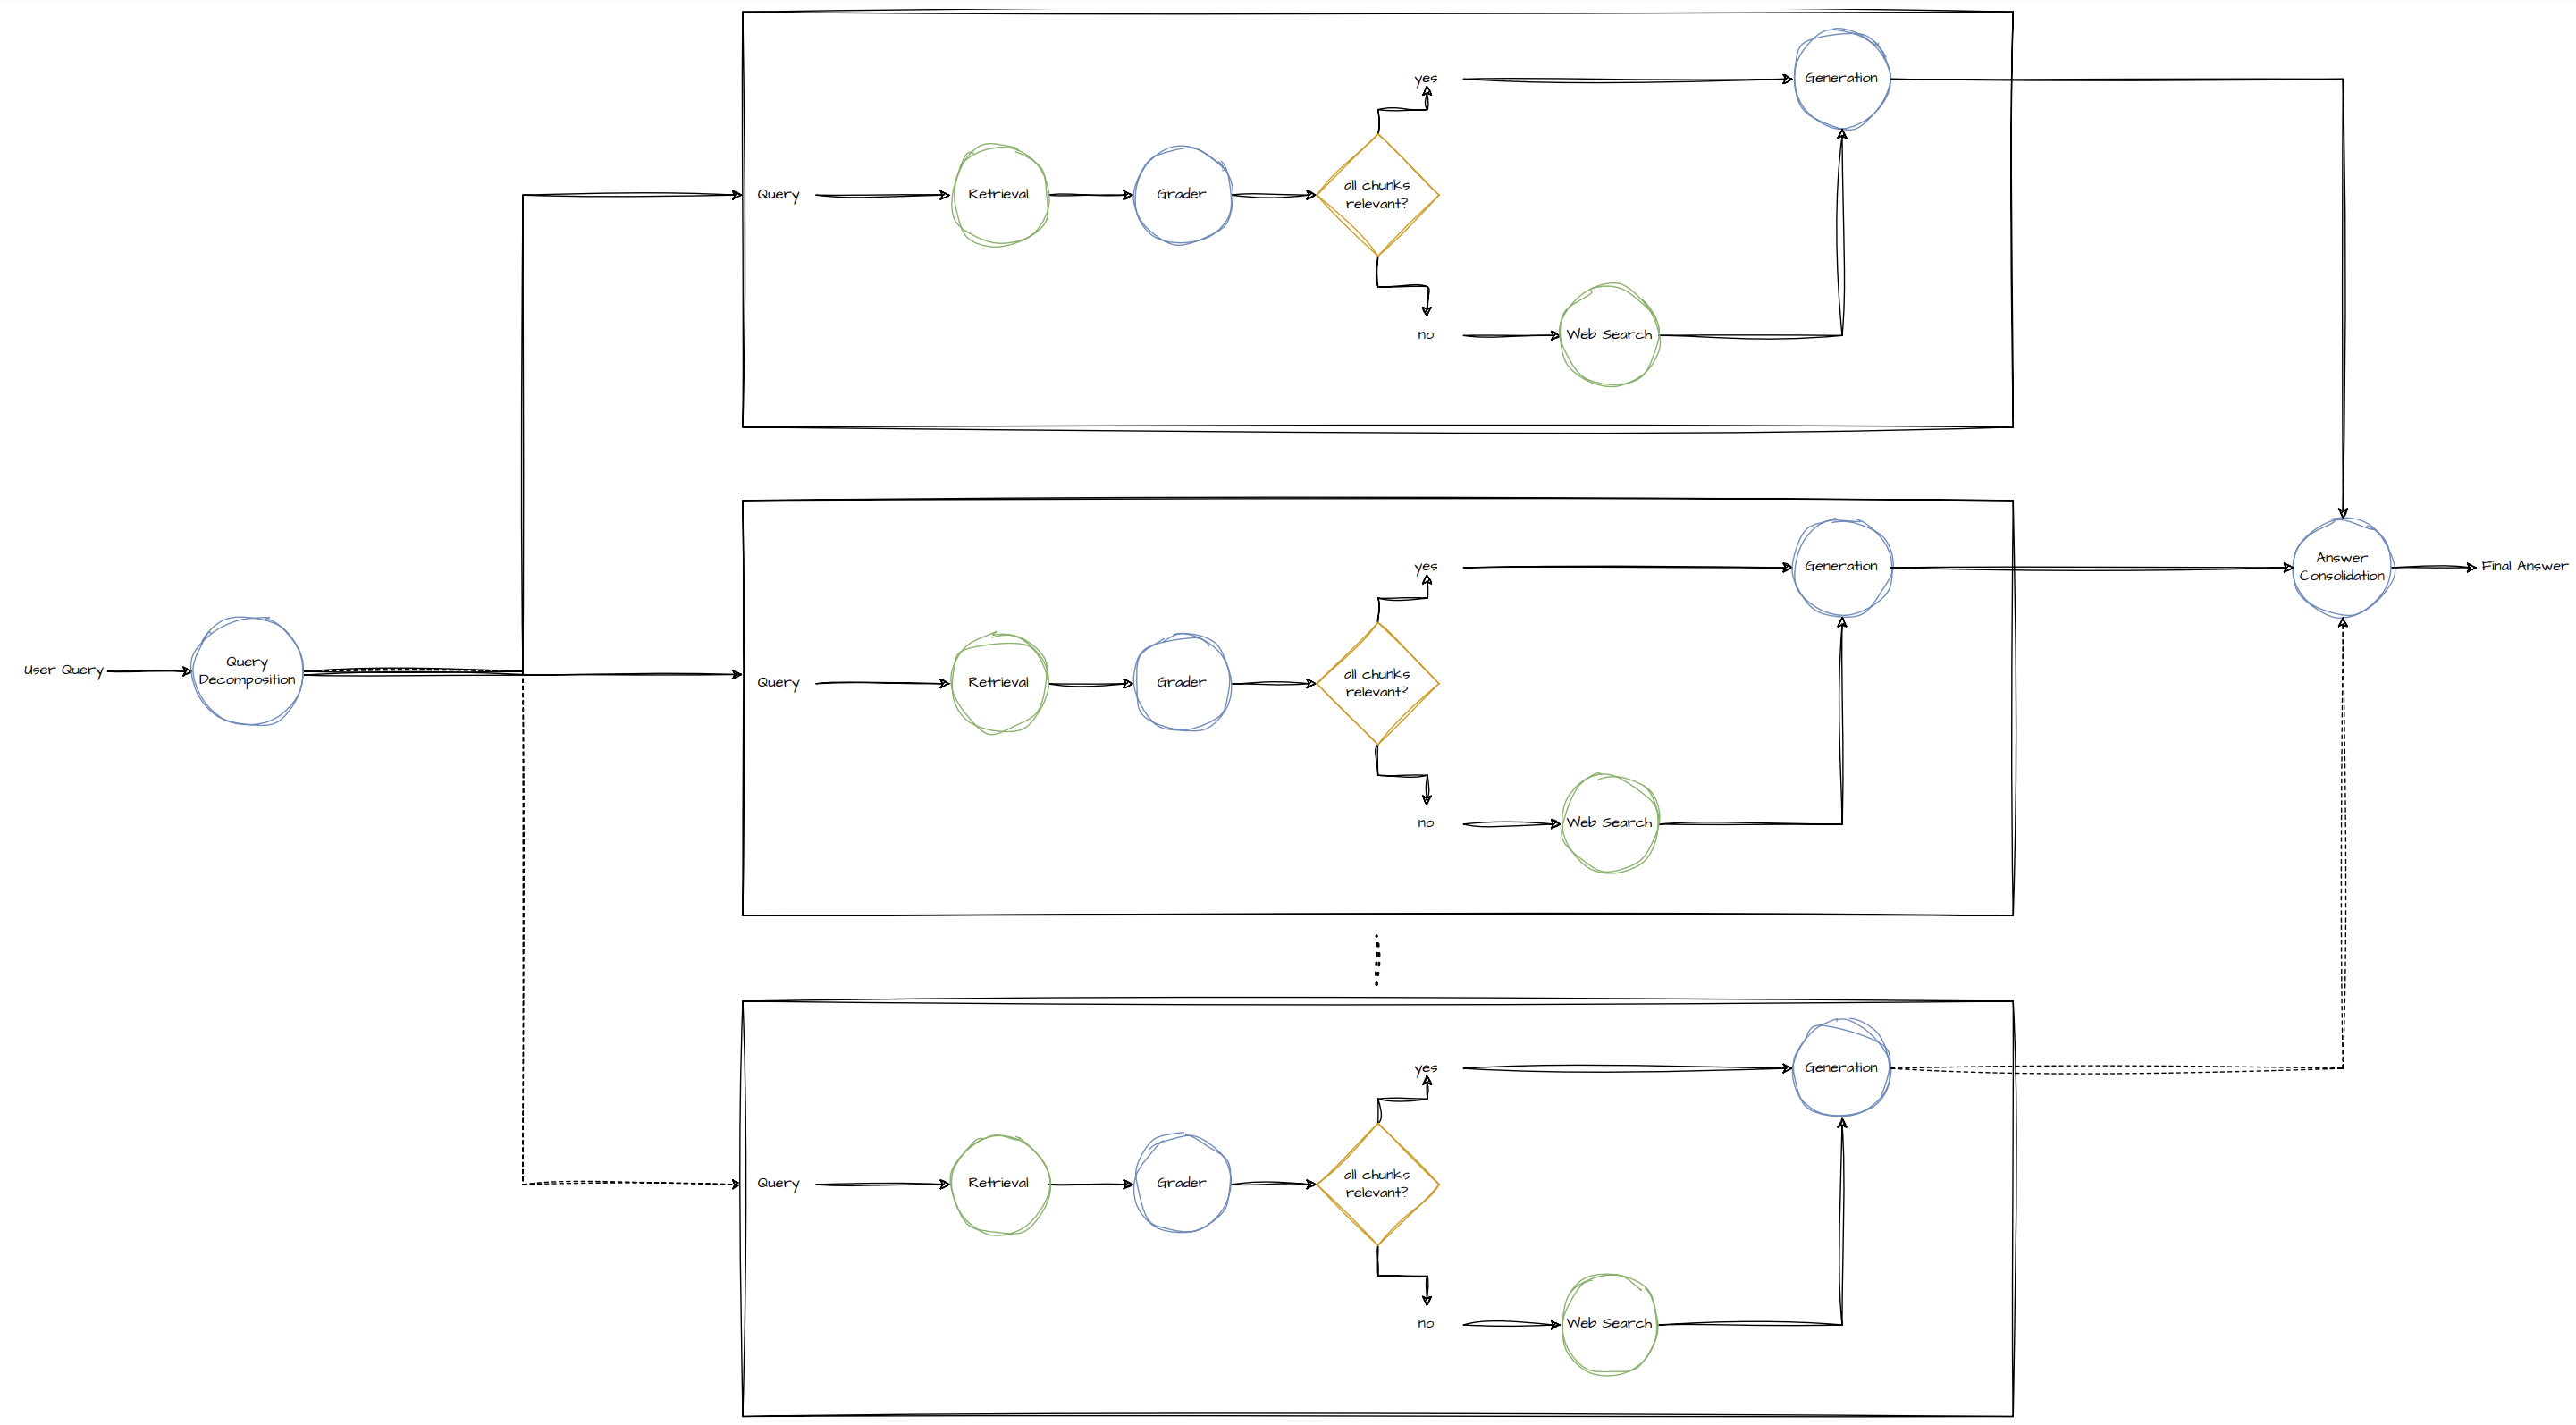 User Query
Query
Decomposition
Query
Retrieval
Grader
all chunks
relevant?
yes
no
Web Search
Generation
Query
Retrieval
Grader
all chunks
relevant?
yes
no
Web Search
Generation
Query
Retrieval
Grader
all chunks
relevant?
yes
no
Web Search
Generation
Answer
Consolidation
Final Answer